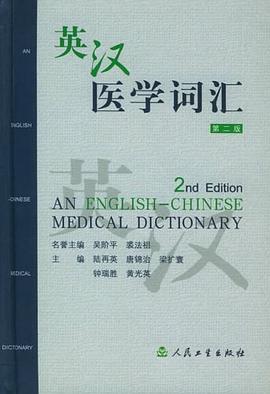 英汉
医学词汇
第二版
英汉
2nd Edition
AN ENGLISH-CHINESE
MEDICAL DICTIONARY
名誉主编 吴阶平 裘法祖
主 编 陆再英 唐锦治 梁扩寰
钟瑞胜 黄光英
人民卫生出版社
AN
ENGLISH
-CHINESE
MEDICAL
DICTIONARY